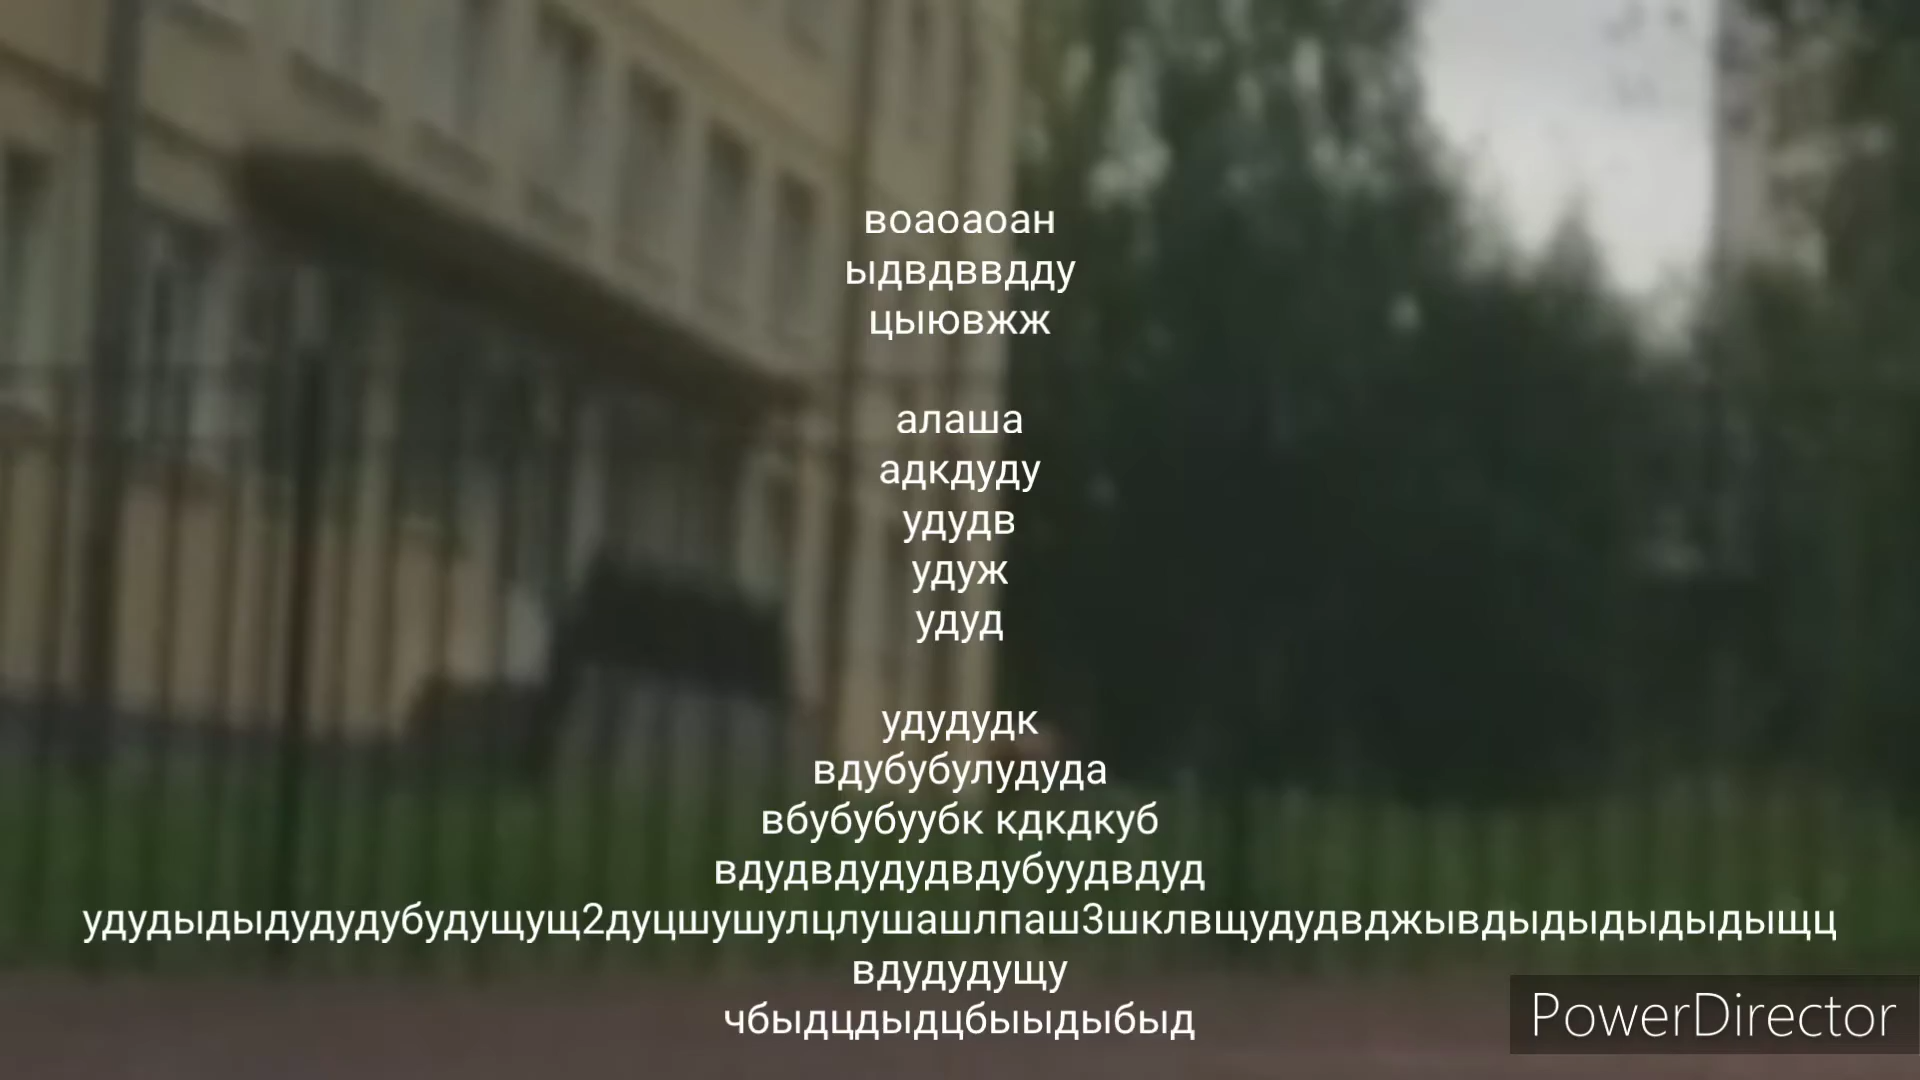 воаоаоан
ыдвдввдду
цыювжж
алаша
адкдуду
удудв
удуж
удуд
удудудк
вдубубулудуда
вбубубуубк кдкдкуб
вдудвдудудвдубуудвдуд
удудыдыдудудубудущущ2дуцшушулцлушашлпаш3шклвщудудвджывдыдыдыдыдыщц
вдудудущу
чбыдцдыдцбыыдыбыд
PowerDirector